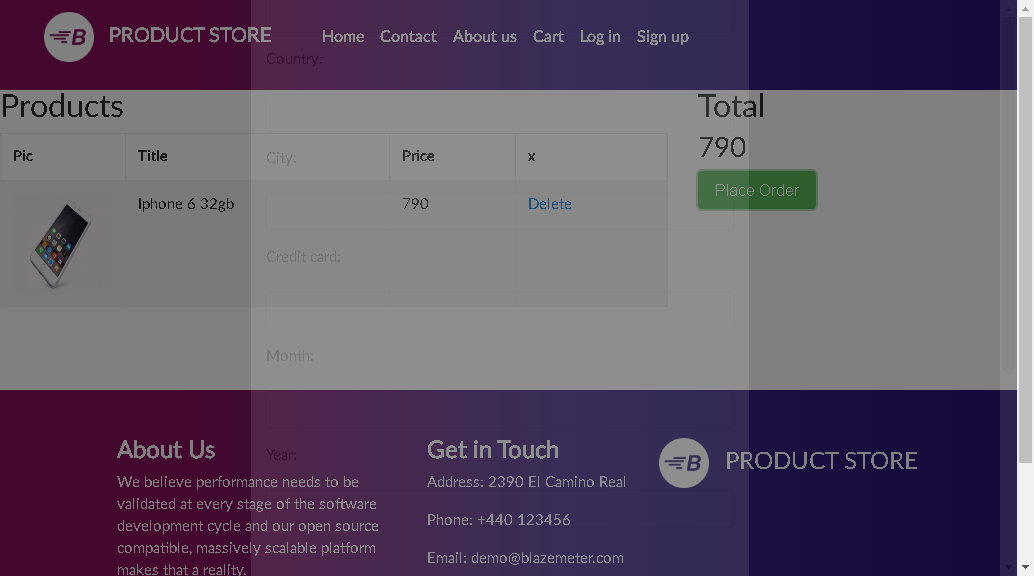 PRODUCT STORE
Home Contact About us Cart Log in Sign up
Country:
Products
Total
Pic Title Price x
790
City:
Place Order
Iphone 6 32gb 790 Delete
Credit card:
Month:
About Us
We believe performance needs to be
validated at every stage of the software
development cycle and our open source
compatible, massively scalable platform
makes that a reality.
Year:
Get in Touch
Address: 2390 El Camino Real
Phone: +440 123456
Email: demo@blazemeter.com
B PRODUCT STORE